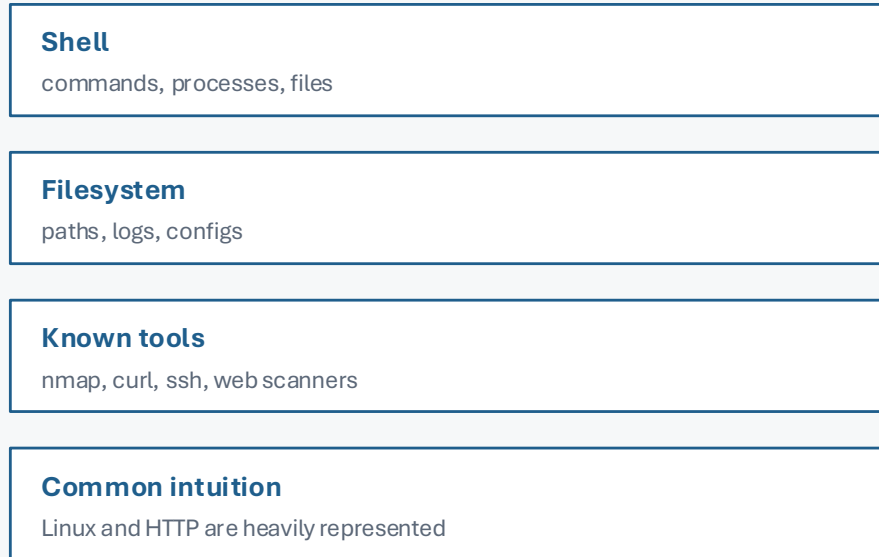 Shell
commands, processes, files
Filesystem
paths, logs, configs
Known tools
nmap, curl, ssh, web scanners
Common intuition
Linux and HTTP are heavily represented